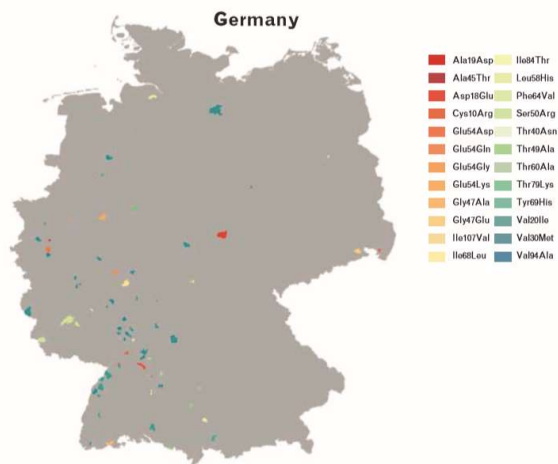 Germany
Ala19Asp
Ala45Thr
Asp18Glu
Cys10Arg
Glu54Asp
Glu54Gln
Glu54Gly
Glu54Lys
Gly47Ala
Gly47Glu
Ile107Val
Ile68Leu
Ile84Thr
Leu58His
Phe64Val
Ser50Arg
Thr40Asn
Thr49Ala
Thr60Ala
Thr79Lys
Tyr69His
Val20Ile
Val30Met
Val94Ala